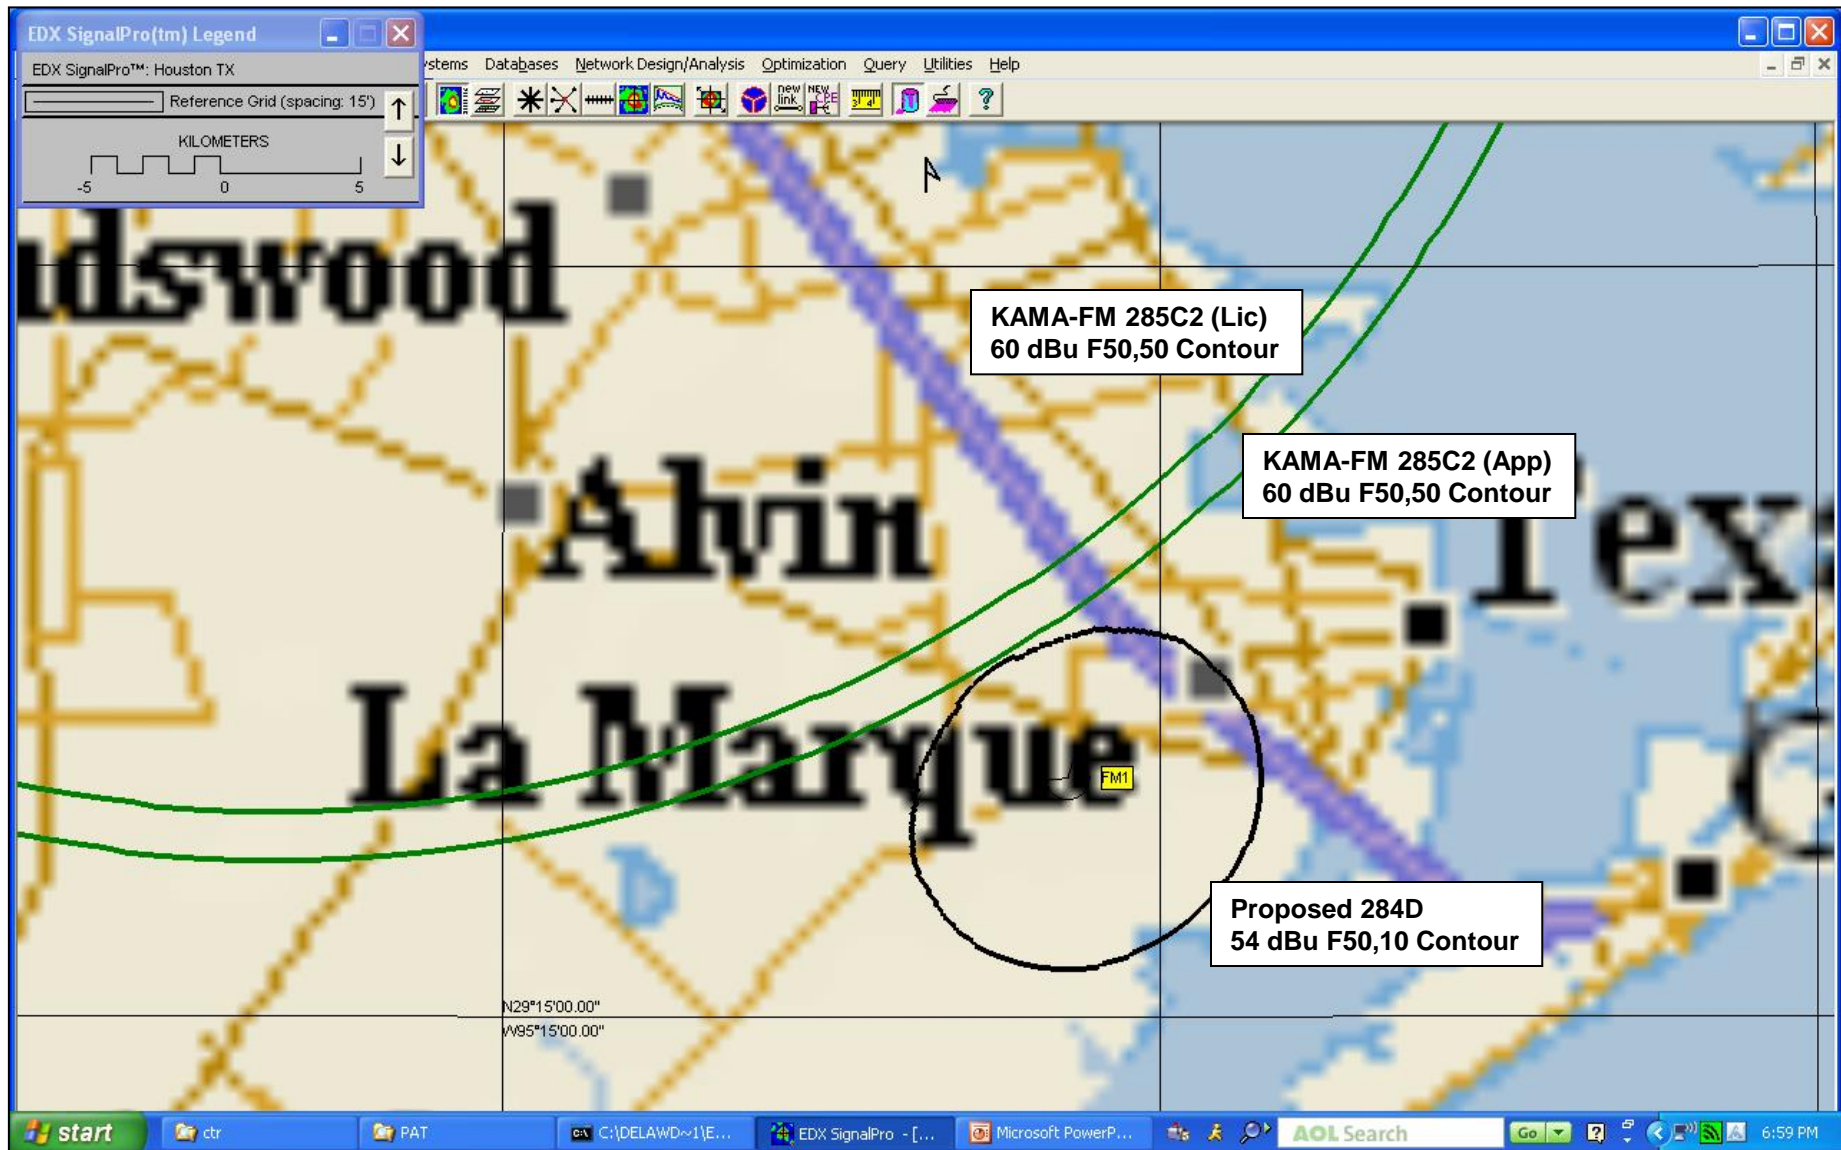 EDX SignalPro(tm) Legend
EDX SignalPro™: Houston TX
Reference Grid (spacing: 15')
KILOMETERS
-5 0 5
Databases Network Design/Analysis Optimization Query Utilities Help
new link
NEW CPE
KAMA-FM 285C2 (Lic)
60 dBu F50,50 Contour
KAMA-FM 285C2 (App)
60 dBu F50,50 Contour
Alvin
La Marque
FM1
Proposed 284D
54 dBu F50,10 Contour
N29°15'00.00"
W95°15'00.00"
start
ctr
PAT
C:\DELAWD~1\E...
EDX SignalPro - [...
Microsoft PowerP...
AOL Search
Go
6:59 PM